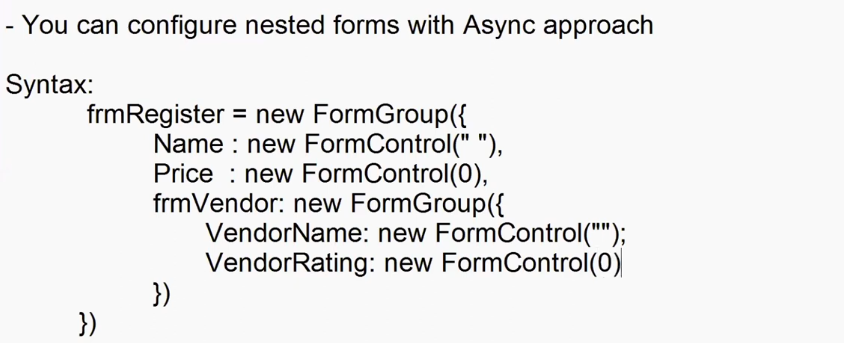 - You can configure nested forms with Async approach
Syntax:
frmRegister = new FormGroup({
Name : new FormControl(" "),
Price : new FormControl(0),
frmVendor: new FormGroup({
VendorName: new FormControl("");
VendorRating: new FormControl(0)
})
})